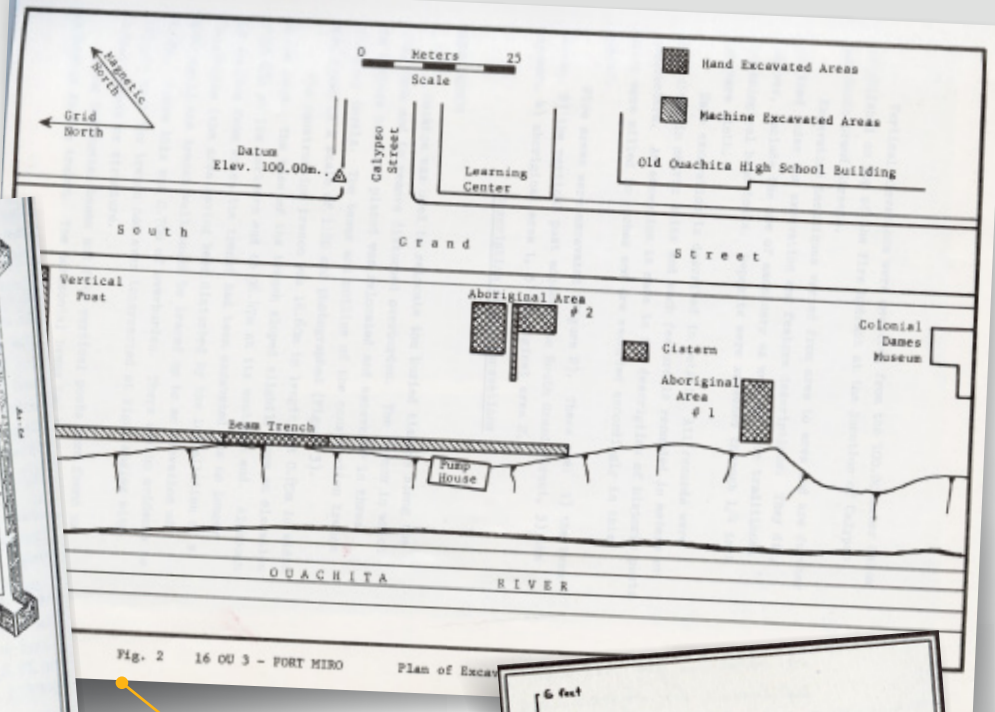 Magnetic
North
Grid
North
0 Meters 25
Scale
Hand Excavated Areas
Machine Excavated Areas
Datum
Elev. 100.00m..
Calypso
Street
Learning
Center
Old Ouachita High School Building
South Grand Street
Vertical
Post
Aboriginal Area
# 2
Cistern
Colonial
Dames
Museum
Aboriginal
Area
# 1
Beam Trench
Pump
House
OUACHITA RIVER
Fig. 2 16 OU 3 - FORT MIRO Plan of Excav
6 feet